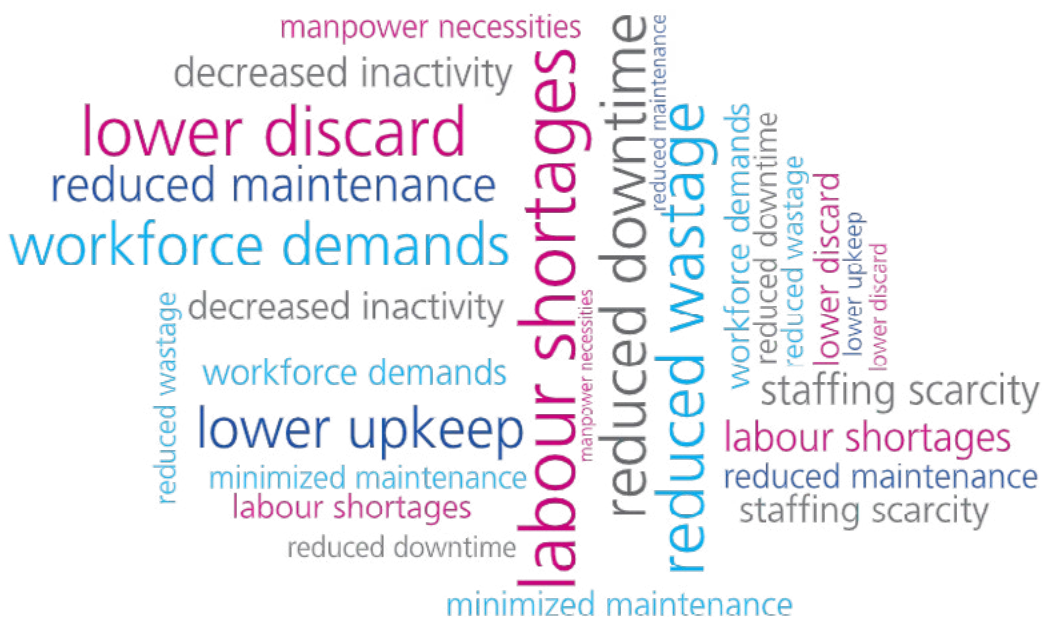 manpower necessities
decreased inactivity
lower discard
reduced maintenance
workforce demands
decreased inactivity
reduced wastage
workforce demands
lower upkeep
minimized maintenance
labour shortages
reduced downtime
labour shortages
manpower necessities
reduced downtime
reduced maintenance
reduced wastage
workforce demands
reduced downtime
reduced wastage
lower discard
lower upkeep
lower discard
staffing scarcity
labour shortages
reduced maintenance
staffing scarcity
minimized maintenance